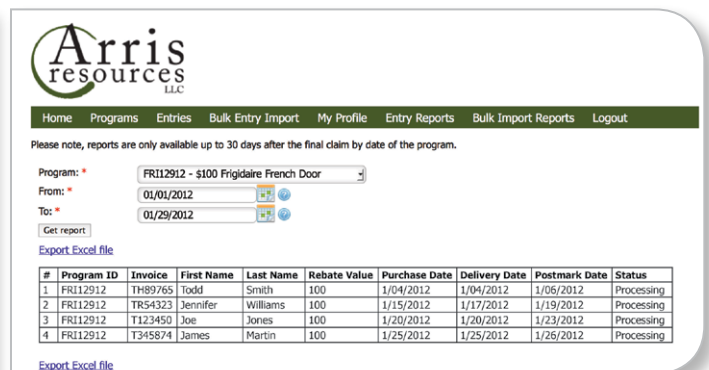 Arris
resources
LLC
Home Programs Entries Bulk Entry Import My Profile Entry Reports Bulk Import Reports Logout
Please note, reports are only available up to 30 days after the final claim by date of the program.
Program: * FRI12912 - $100 Frigidaire French Door
From: * 01/01/2012
To: * 01/29/2012
Get report
Export Excel file
# Program ID Invoice First Name Last Name Rebate Value Purchase Date Delivery Date Postmark Date Status
1 FRI12912 TH89765 Todd Smith 100 1/04/2012 1/04/2012 1/06/2012 Processing
2 FRI12912 TR54323 Jennifer Williams 100 1/15/2012 1/17/2012 1/19/2012 Processing
3 FRI12912 T123450 Joe Jones 100 1/20/2012 1/20/2012 1/23/2012 Processing
4 FRI12912 T345874 James Martin 100 1/25/2012 1/25/2012 1/26/2012 Processing
Export Excel file